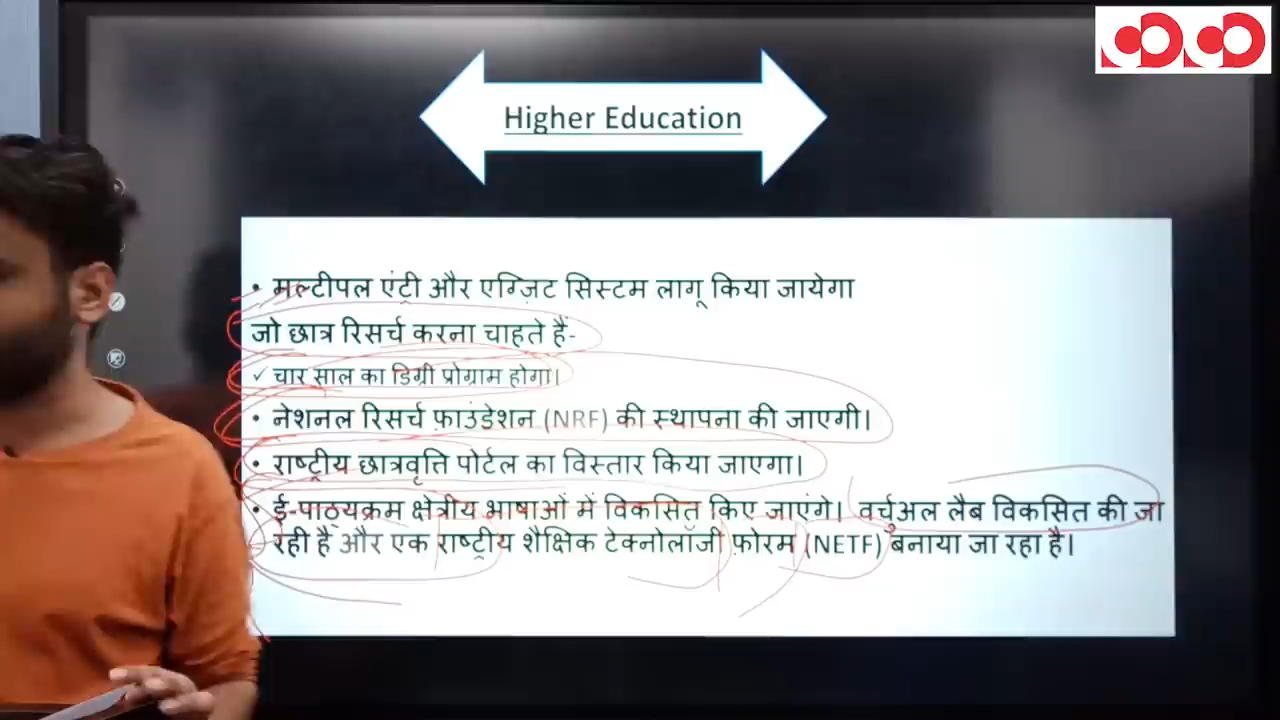 Higher Education
• मल्टीपल एंट्री और एग्ज़िट सिस्टम लागू किया जायेगा
जो छात्र रिसर्च करना चाहते हैं-
✓ चार साल का डिग्री प्रोग्राम होगा।
• नेशनल रिसर्च फ़ाउंडेशन (NRF) की स्थापना की जाएगी।
• राष्ट्रीय छात्रवृत्ति पोर्टल का विस्तार किया जाएगा।
• ई-पाठ्यक्रम क्षेत्रीय भाषाओं में विकसित किए जाएंगे। वर्चुअल लैब विकसित की जा
रही है और एक राष्ट्रीय शैक्षिक टेक्नोलॉजी फ़ोरम (NETF) बनाया जा रहा है।